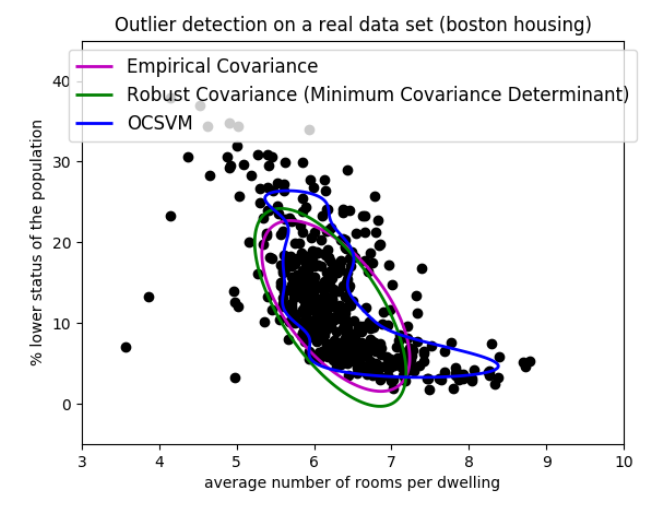 Outlier detection on a real data set (boston housing)
Empirical Covariance
Robust Covariance (Minimum Covariance Determinant)
OCSVM
% lower status of the population
40
30
20
10
0
3 4 5 6 7 8 9 10
average number of rooms per dwelling